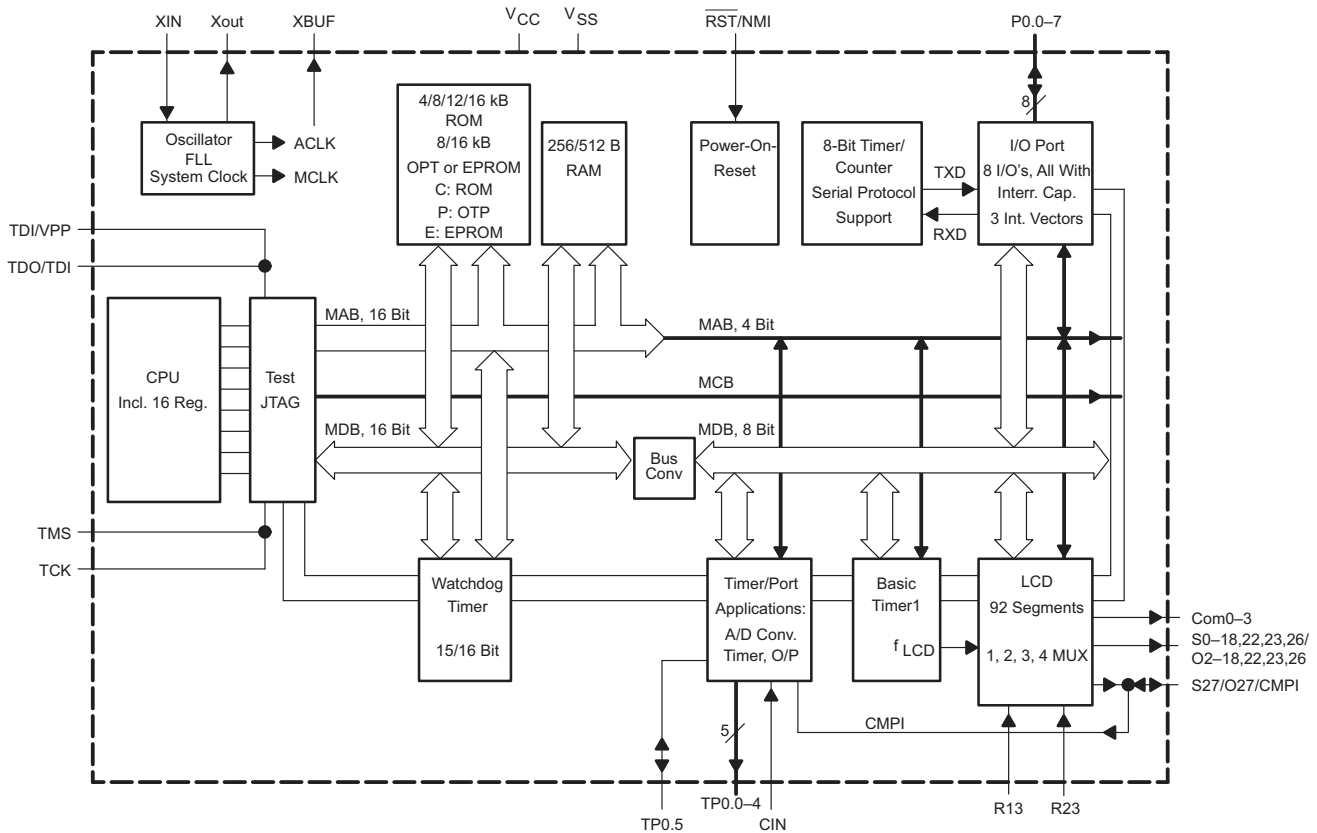 XIN
Xout
XBUF
VCC
VSS
RST/NMI
P0.0–7
8
Oscillator
FLL
System Clock
ACLK
MCLK
4/8/12/16 kB
ROM
8/16 kB
OPT or EPROM
C: ROM
P: OTP
E: EPROM
256/512 B
RAM
Power-On-
Reset
8-Bit Timer/
Counter
Serial Protocol
Support
TXD
RXD
I/O Port
8 I/O's, All With
Interr. Cap.
3 Int. Vectors
TDI/VPP
TDO/TDI
CPU
Incl. 16 Reg.
Test
JTAG
MAB, 16 Bit
MAB, 4 Bit
MCB
MDB, 16 Bit
Bus
Conv
MDB, 8 Bit
TMS
TCK
Watchdog
Timer
15/16 Bit
Timer/Port
Applications:
A/D Conv.
Timer, O/P
Basic
Timer1
fLCD
LCD
92 Segments
1, 2, 3, 4 MUX
Com0–3
S0–18,22,23,26/
O2–18,22,23,26
S27/O27/CMPI
CMPI
5
TP0.5
TP0.0–4
CIN
R13
R23